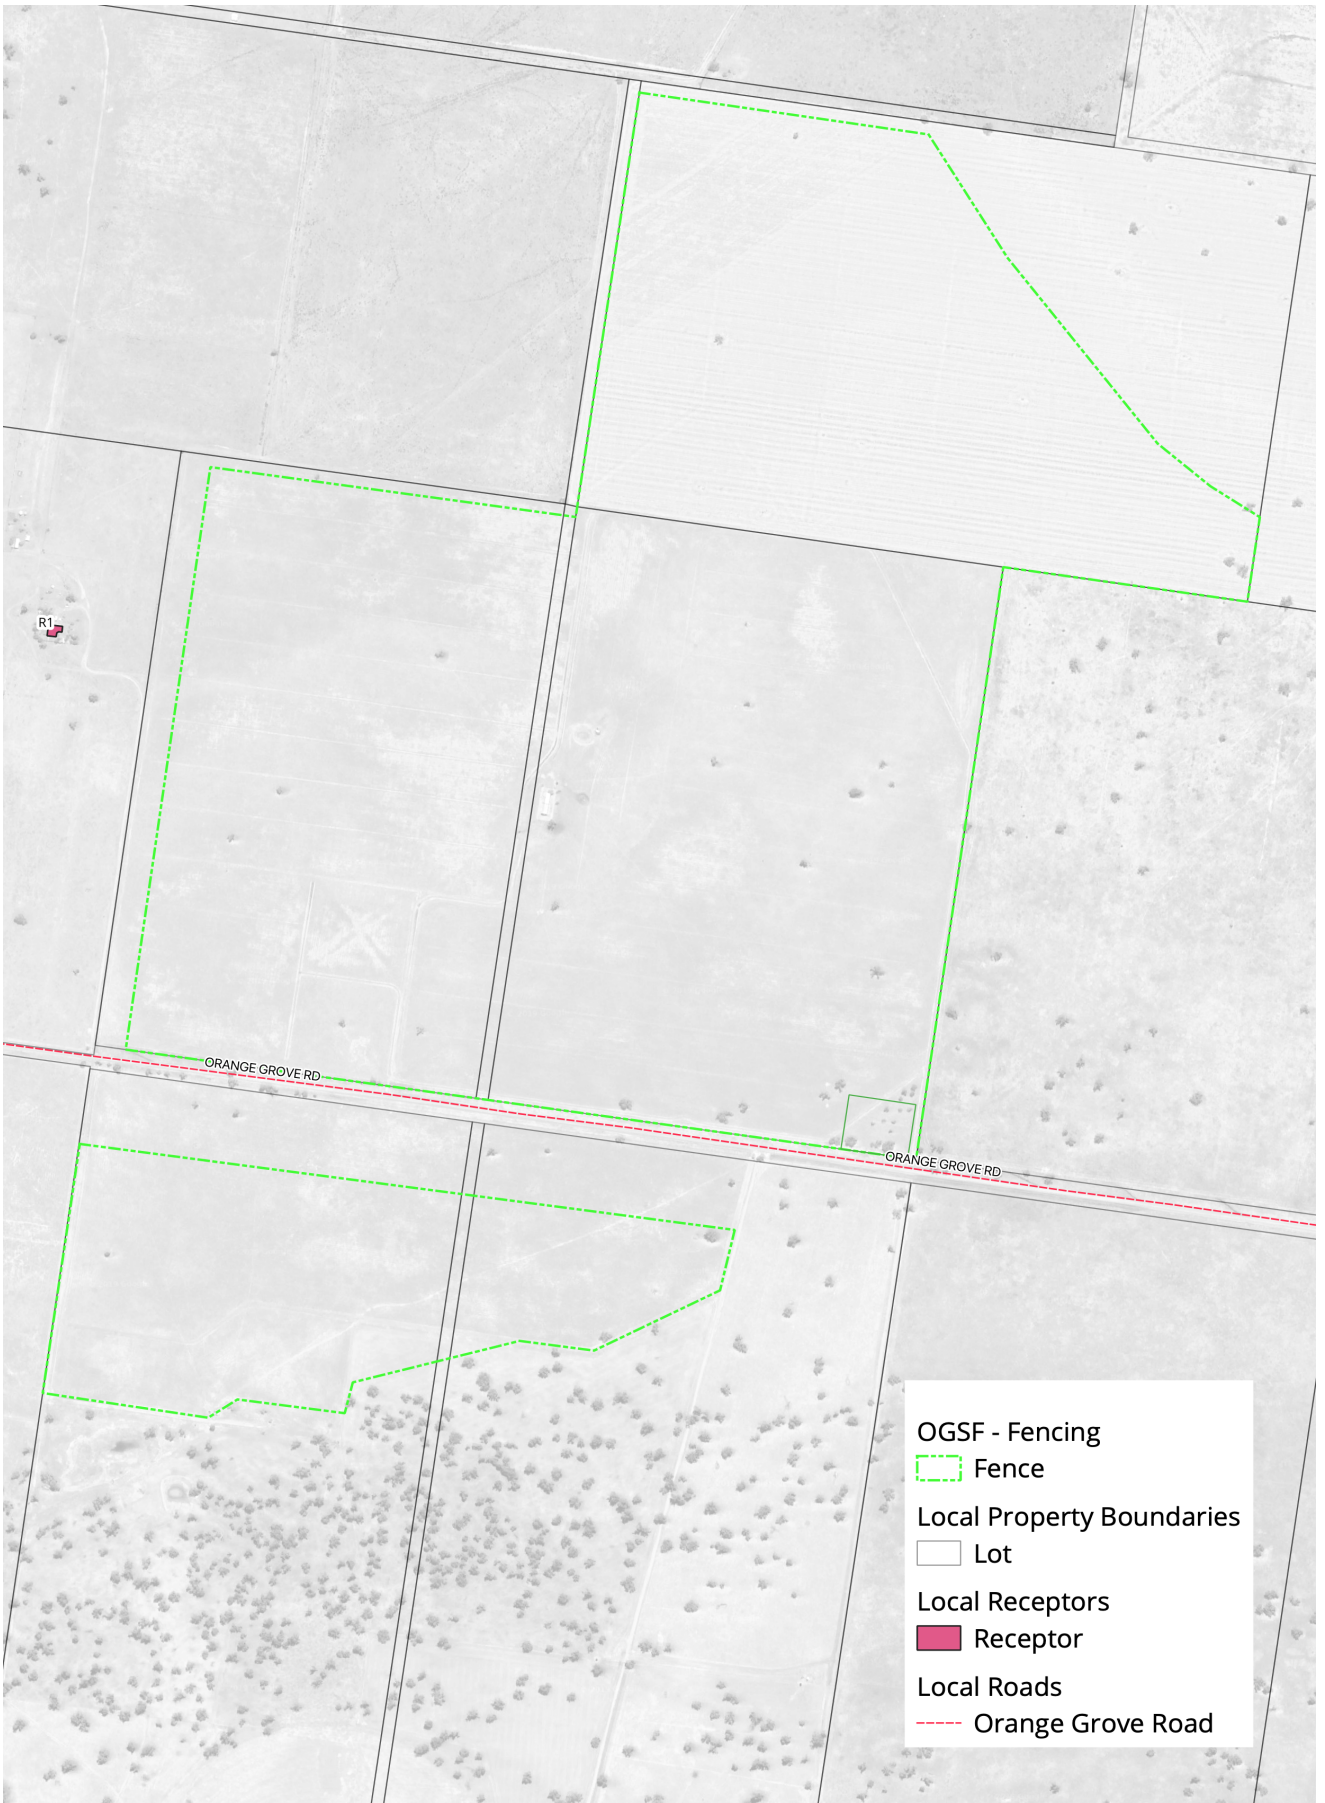 R1
ORANGE GROVE RD
ORANGE GROVE RD
OGSF - Fencing
Fence
Local Property Boundaries
Lot
Local Receptors
Receptor
Local Roads
Orange Grove Road